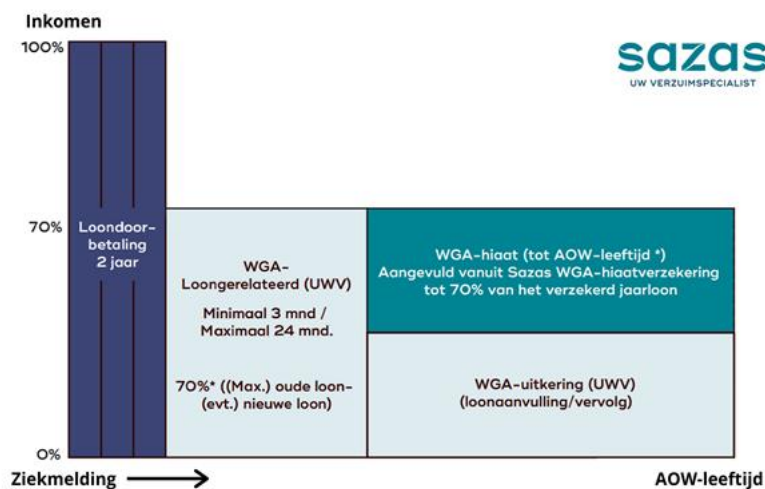 Inkomen
100%
sazas
UW VERZUIMSPECIALIST
70%
Loondoor-
betaling
2 jaar
WGA-
Loongerelateerd (UWV)
Minimaal 3 mnd /
Maximaal 24 mnd.
70%* ((Max.) oude loon-
(evt.) nieuwe loon)
WGA-hiaat (tot AOW-leeftijd *)
Aangevuld vanuit Sazas WGA-hiaatverzekering
tot 70% van het verzekerd jaarloon
WGA-uitkering (UWV)
(loonaanvulling/vervolg)
0%
Ziekmelding
AOW-leeftijd